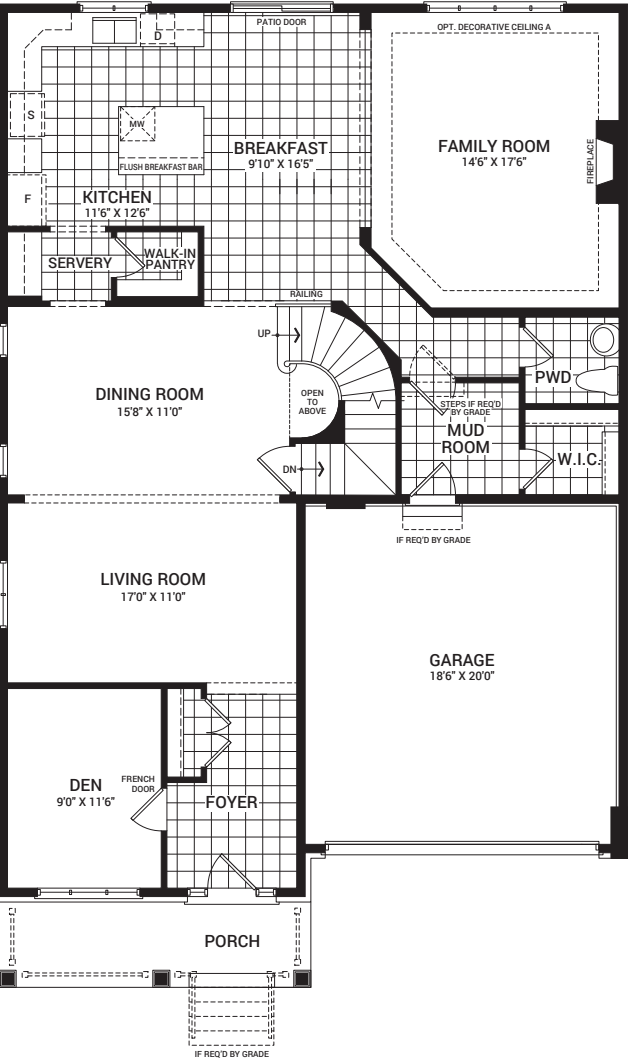 PATIO DOOR
OPT. DECORATIVE CEILING A
D
S
MW
BREAKFAST
9'10" X 16'5"
FAMILY ROOM
14'6" X 17'6"
FIREPLACE
FLUSH BREAKFAST BAR
F
KITCHEN
11'6" X 12'6"
SERVERY
WALK-IN
PANTRY
RAILING
UP
PWD
DINING ROOM
15'8" X 11'0"
OPEN
TO
ABOVE
STEPS IF REQ'D
BY GRADE
MUD
ROOM
W.I.C.
DN
IF REQ'D BY GRADE
LIVING ROOM
17'0" X 11'0"
GARAGE
18'6" X 20'0"
DEN
9'0" X 11'6"
FRENCH
DOOR
FOYER
PORCH
IF REQ'D BY GRADE